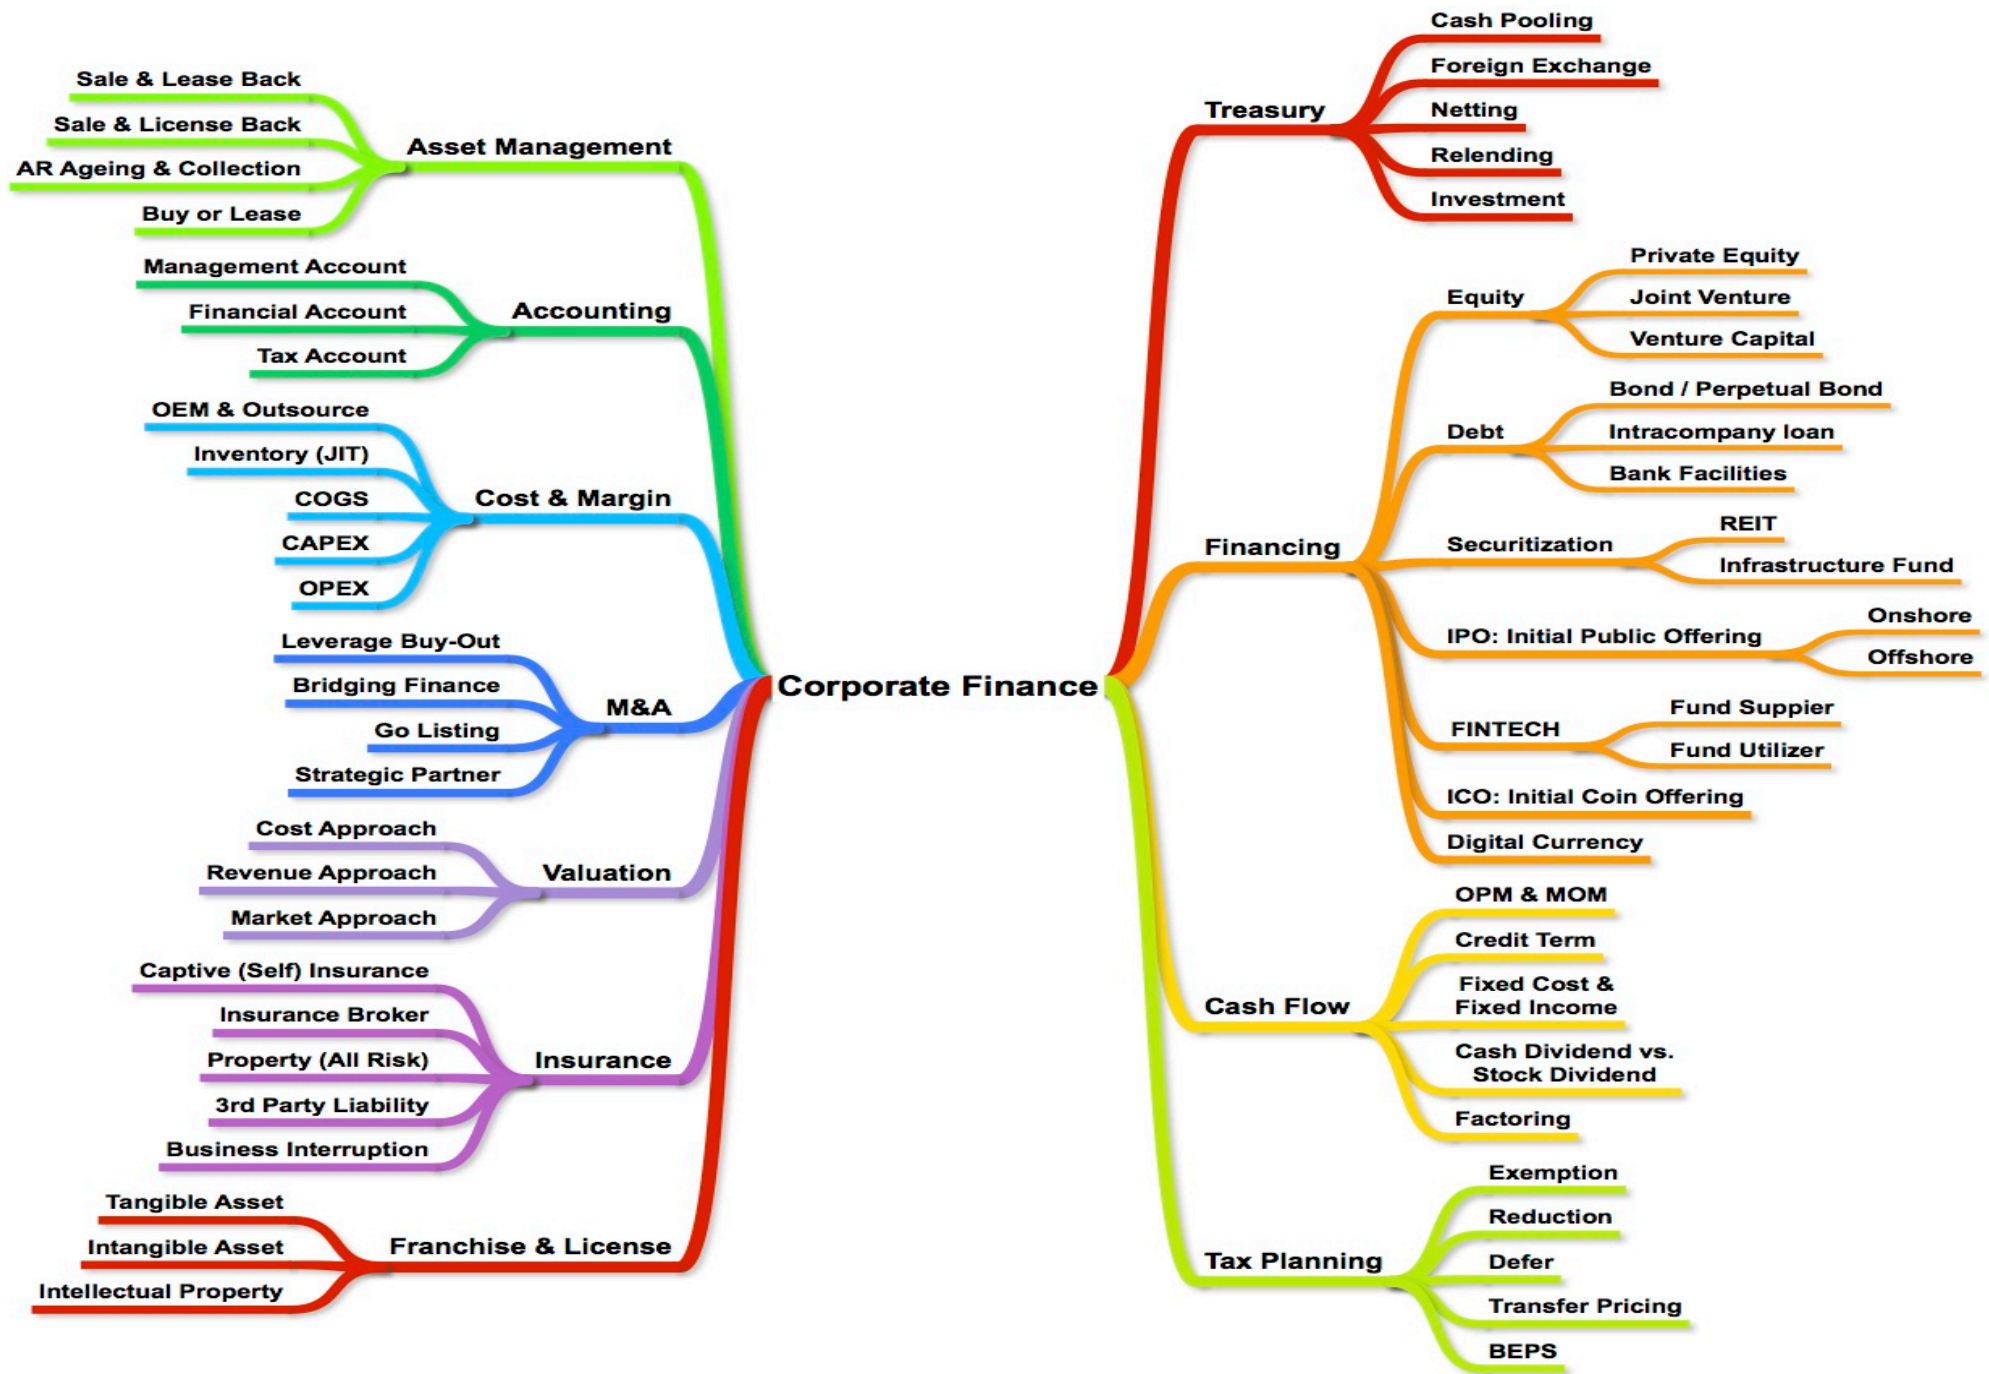 Corporate Finance
Treasury
Cash Pooling
Foreign Exchange
Netting
Relending
Investment
Financing
Equity
Private Equity
Joint Venture
Venture Capital
Debt
Bond / Perpetual Bond
Intracompany loan
Bank Facilities
Securitization
REIT
Infrastructure Fund
IPO: Initial Public Offering
Onshore
Offshore
FINTECH
Fund Suppier
Fund Utilizer
ICO: Initial Coin Offering
Digital Currency
Cash Flow
OPM & MOM
Credit Term
Fixed Cost &
Fixed Income
Cash Dividend vs.
Stock Dividend
Factoring
Tax Planning
Exemption
Reduction
Defer
Transfer Pricing
BEPS
Asset Management
Sale & Lease Back
Sale & License Back
AR Ageing & Collection
Buy or Lease
Accounting
Management Account
Financial Account
Tax Account
Cost & Margin
OEM & Outsource
Inventory (JIT)
COGS
CAPEX
OPEX
M&A
Leverage Buy-Out
Bridging Finance
Go Listing
Strategic Partner
Valuation
Cost Approach
Revenue Approach
Market Approach
Insurance
Captive (Self) Insurance
Insurance Broker
Property (All Risk)
3rd Party Liability
Business Interruption
Franchise & License
Tangible Asset
Intangible Asset
Intellectual Property